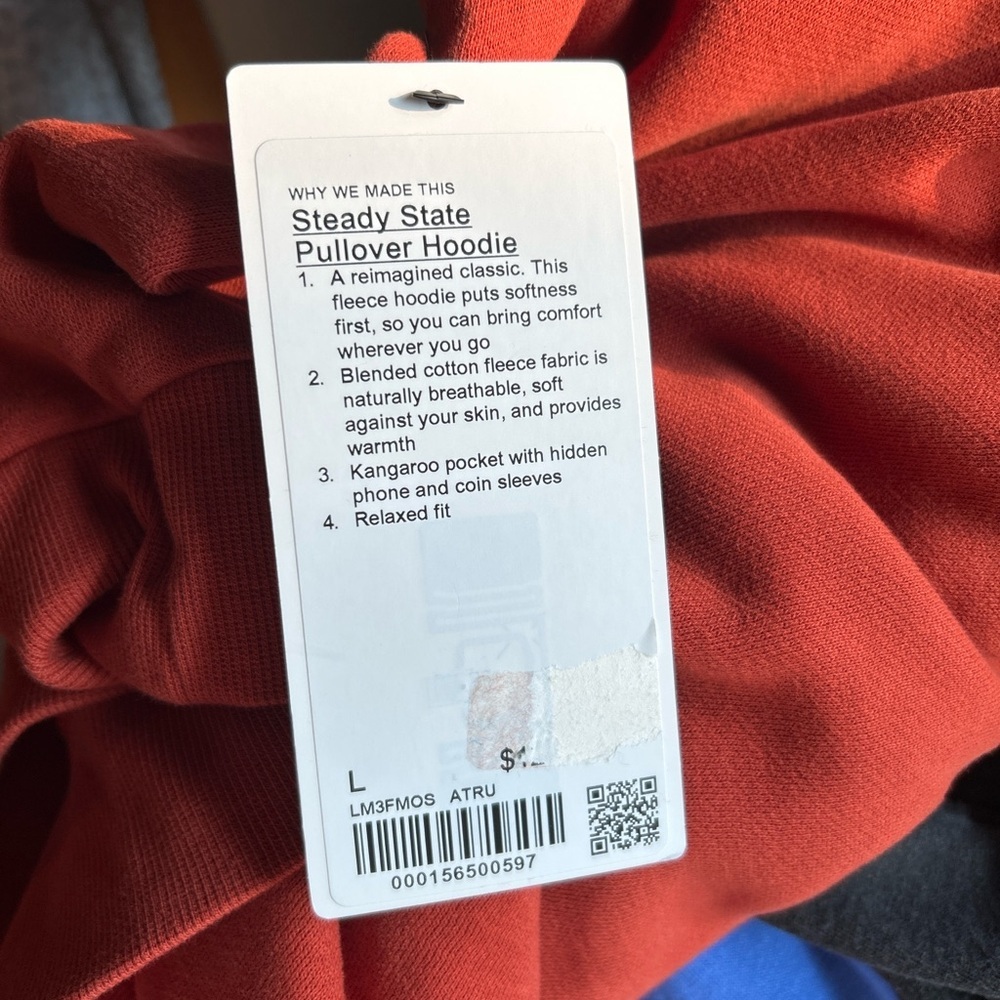 WHY WE MADE THIS
Steady State
Pullover Hoodie
1. A reimagined classic. This
fleece hoodie puts softness
first, so you can bring comfort
wherever you go
2. Blended cotton fleece fabric is
naturally breathable, soft
against your skin, and provides
warmth
3. Kangaroo pocket with hidden
phone and coin sleeves
4. Relaxed fit
L
LM3FMOS ATRU
000156500597